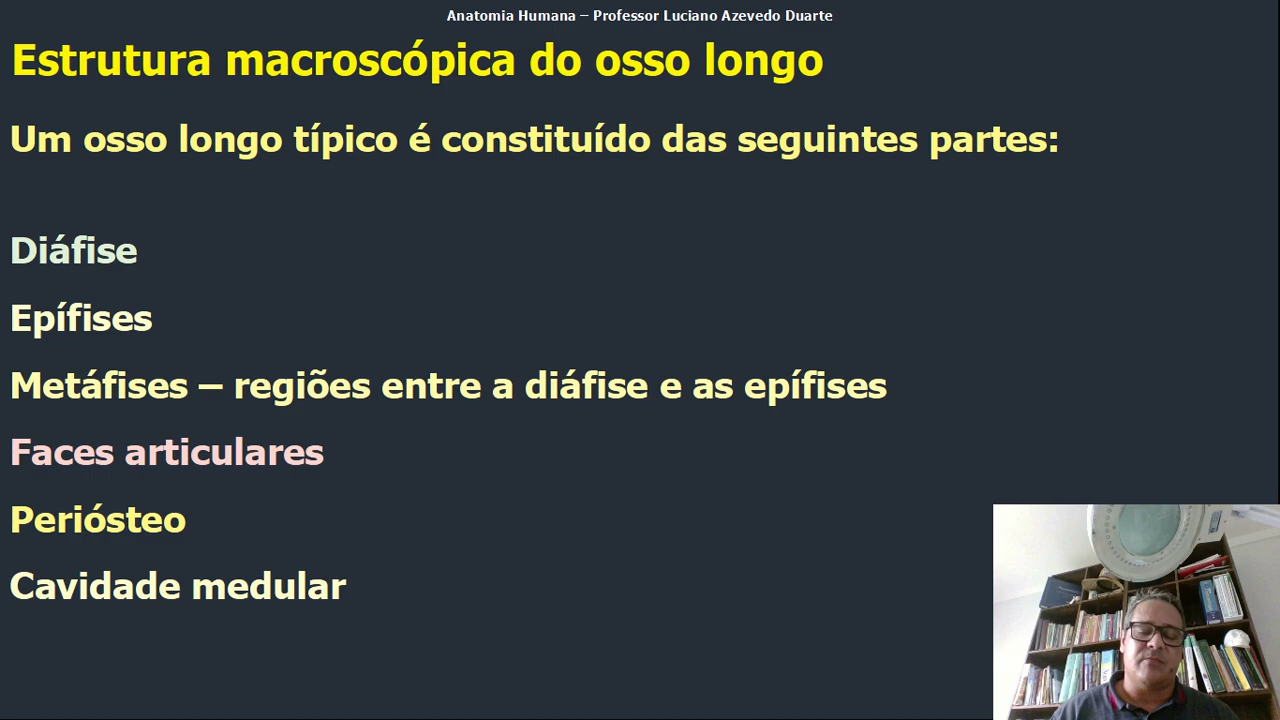 Anatomia Humana – Professor Luciano Azevedo Duarte
Estrutura macroscópica do osso longo
Um osso longo típico é constituído das seguintes partes:
Diáfise
Epífises
Metáfises – regiões entre a diáfise e as epífises
Faces articulares
Periósteo
Cavidade medular